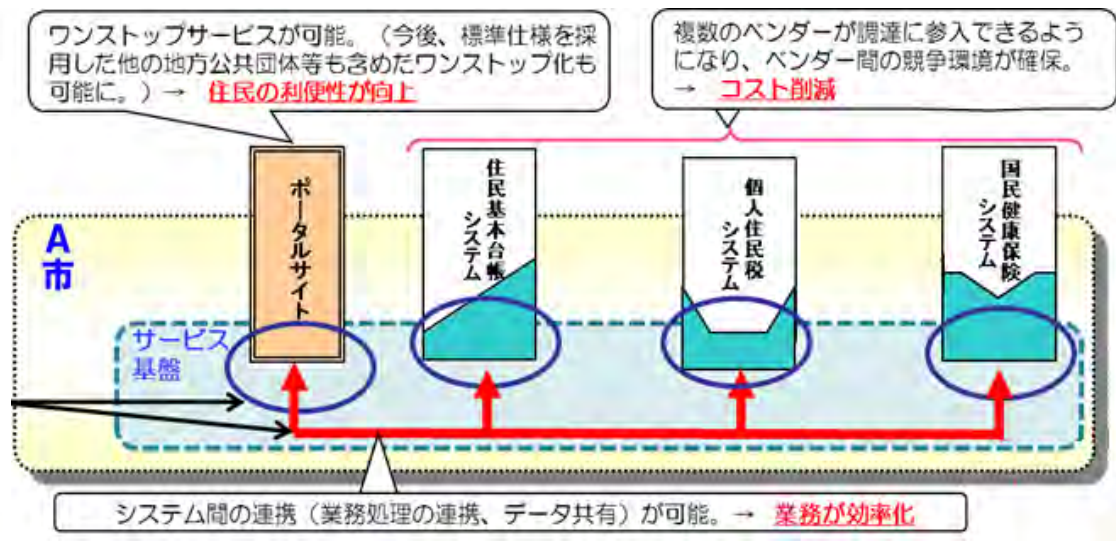 ワンストップサービスが可能。（今後、標準仕様を採
用した他の地方公共団体等も含めたワンストップ化も
可能に。）→ 住民の利便性が向上
複数のベンダーが調達に参入できるよう
になり、ベンダー間の競争環境が確保。
→ コスト削減
A
市
ポータルサイト
住民基本台帳
システム
個人住民税
システム
国民健康保険
システム
サービス
基盤
システム間の連携（業務処理の連携、データ共有）が可能。→ 業務が効率化